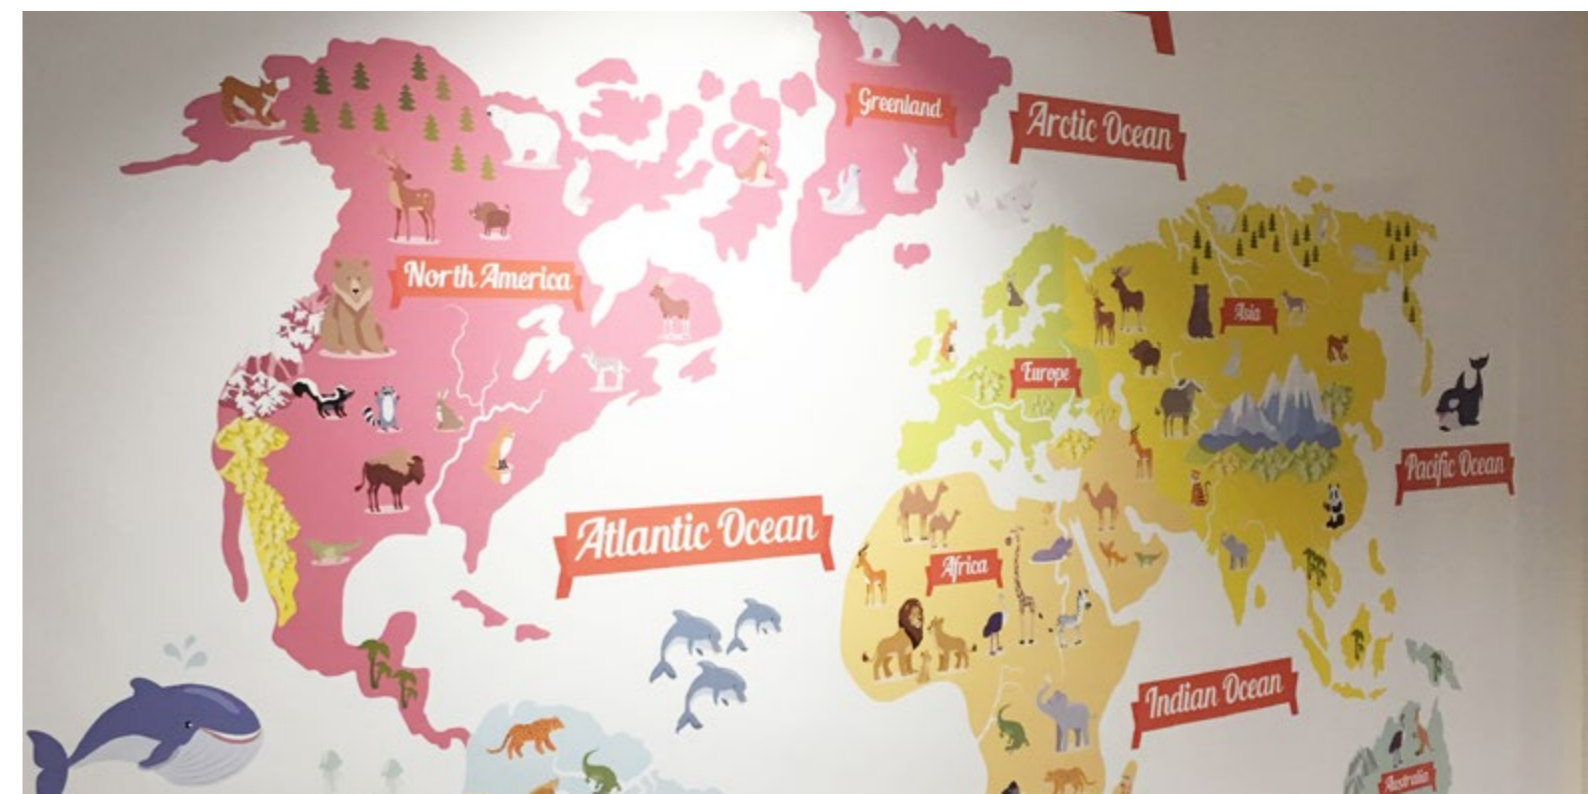 Greenland
Arctic Ocean
North America
Asia
Europe
Pacific Ocean
Atlantic Ocean
Africa
Indian Ocean
Australia